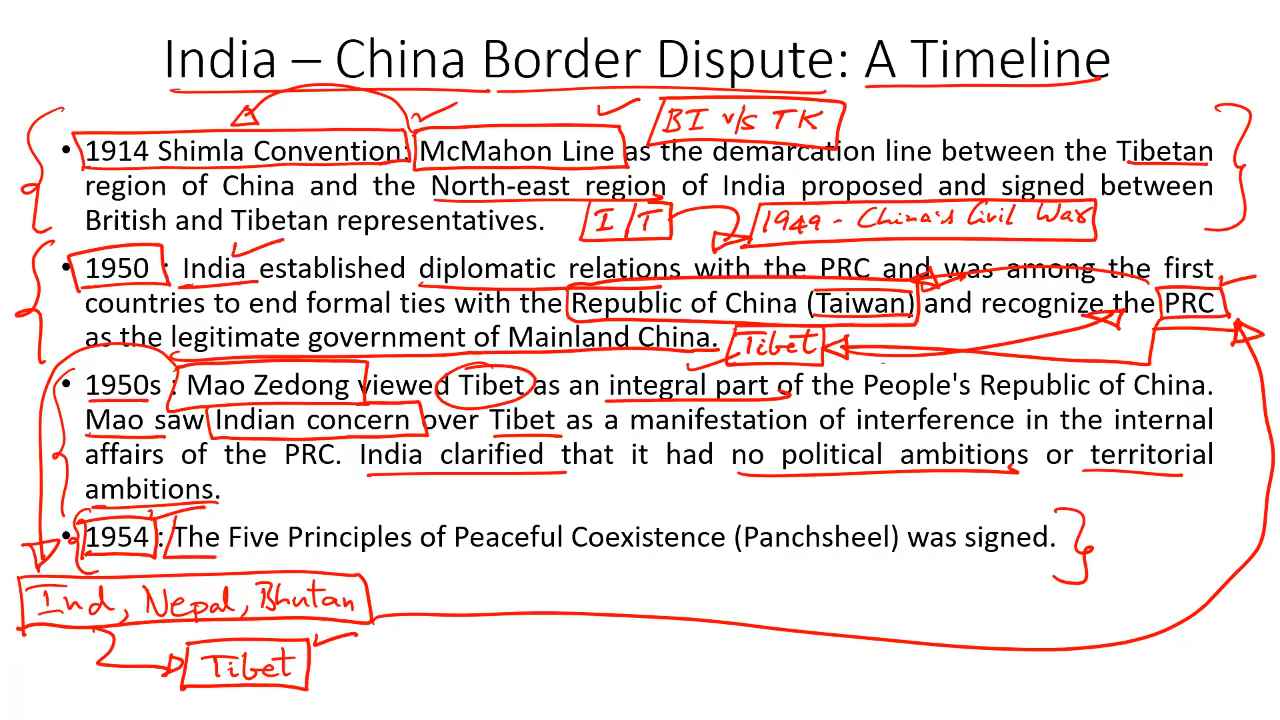 India – China Border Dispute: A Timeline
BI v/s TK
• 1914 Shimla Convention: McMahon Line as the demarcation line between the Tibetan
region of China and the North-east region of India proposed and signed between
British and Tibetan representatives.
I/T
1949 - China's Civil War
• 1950 : India established diplomatic relations with the PRC and was among the first
countries to end formal ties with the Republic of China (Taiwan) and recognize the PRC
as the legitimate government of Mainland China.
Tibet
• 1950s : Mao Zedong viewed Tibet as an integral part of the People's Republic of China.
Mao saw Indian concern over Tibet as a manifestation of interference in the internal
affairs of the PRC. India clarified that it had no political ambitions or territorial
ambitions.
• 1954 : The Five Principles of Peaceful Coexistence (Panchsheel) was signed.
Ind, Nepal, Bhutan
Tibet